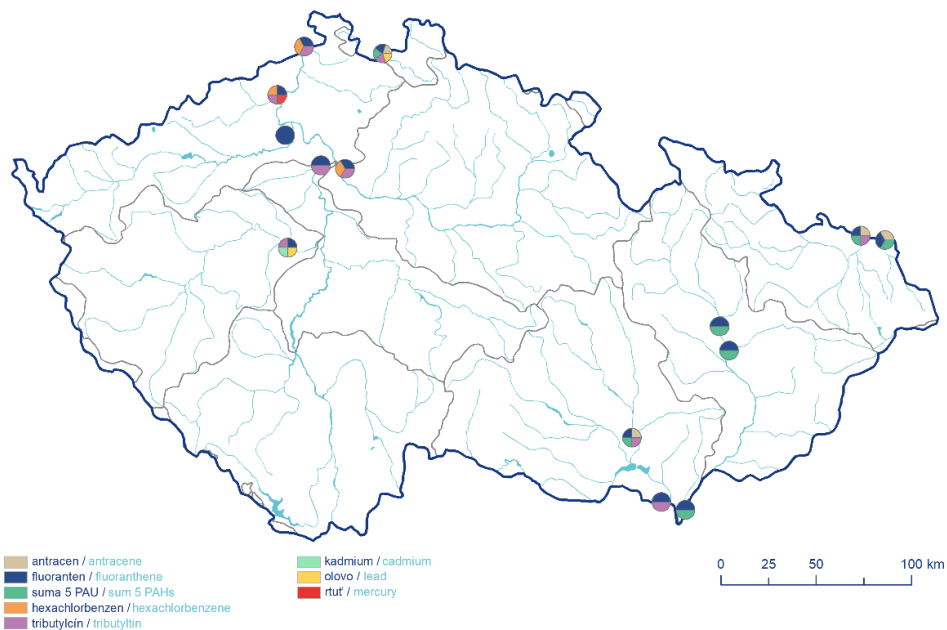 antracen / antracene
fluoranten / fluoranthene
suma 5 PAU / sum 5 PAHs
hexachlorbenzen / hexachlorbenzene
tributylcín / tributyltin
kadmium / cadmium
olovo / lead
rtuť / mercury
0 25 50 100 km